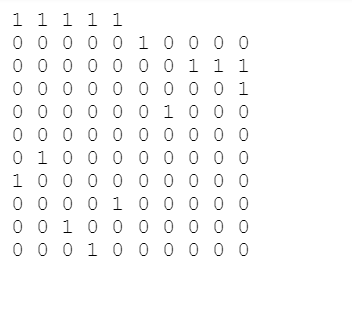 1 1 1 1 1
0 0 0 0 0 1 0 0 0 0
0 0 0 0 0 0 0 1 1 1
0 0 0 0 0 0 0 0 0 1
0 0 0 0 0 0 1 0 0 0
0 0 0 0 0 0 0 0 0 0
0 1 0 0 0 0 0 0 0 0
1 0 0 0 0 0 0 0 0 0
0 0 0 0 1 0 0 0 0 0
0 0 1 0 0 0 0 0 0 0
0 0 0 1 0 0 0 0 0 0